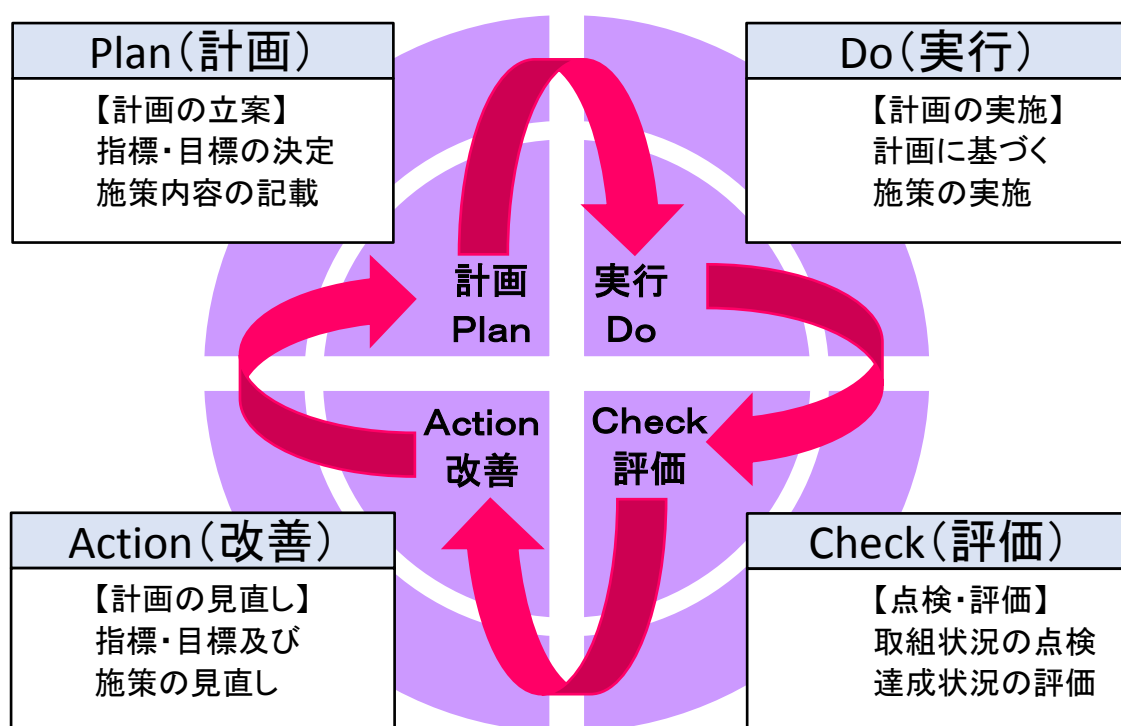 Plan（計画）
【計画の立案】
指標・目標の決定
施策内容の記載
Do（実行）
【計画の実施】
計画に基づく
施策の実施
計画
Plan
実行
Do
Action
改善
Check
評価
Action（改善）
【計画の見直し】
指標・目標及び
施策の見直し
Check（評価）
【点検・評価】
取組状況の点検
達成状況の評価